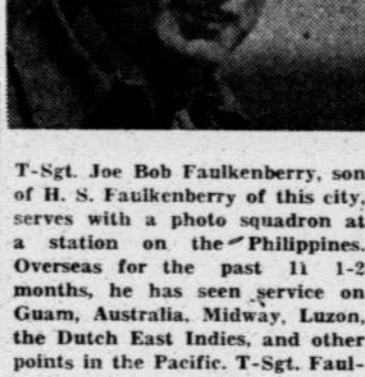 T-Sgt. Joe Bob Faulkenberry, son
of H. S. Faulkenberry of this city,
serves with a photo squadron at
a station on the Philippines.
Overseas for the past 11 1-2
months, he has seen service on
Guam, Australia, Midway, Luzon,
the Dutch East Indies, and other
points in the Pacific. T-Sgt. Faul-